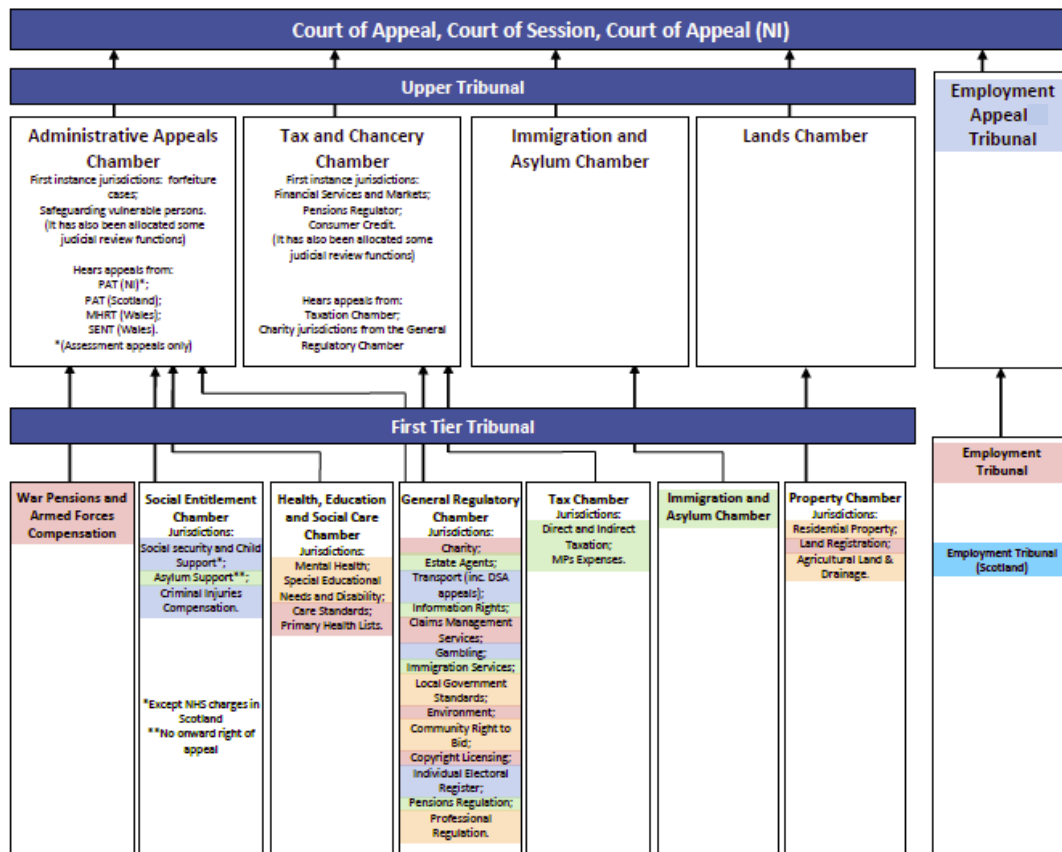 Court of Appeal, Court of Session, Court of Appeal (NI)
Upper Tribunal
Administrative Appeals
Chamber
First instance jurisdictions: forfeiture
cases;
Safeguarding vulnerable persons.
(It has also been allocated some
judicial review functions)
Hears appeals from:
PAT (NI)*;
PAT (Scotland);
MHRT (Wales);
SENT (Wales).
*(Assessment appeals only)
Tax and Chancery
Chamber
First instance jurisdictions:
Financial Services and Markets;
Pensions Regulator;
Consumer Credit.
(It has also been allocated some
judicial review functions)
Hears appeals from:
Taxation Chamber;
Charity jurisdictions from the General
Regulatory Chamber
Immigration and
Asylum Chamber
Lands Chamber
Employment
Appeal
Tribunal
First Tier Tribunal
War Pensions and
Armed Forces
Compensation
Social Entitlement
Chamber
Jurisdictions:
Social security and Child
Support*;
Asylum Support**;
Criminal Injuries
Compensation.
*Except NHS charges in
Scotland
**No onward right of
appeal
Health, Education
and Social Care
Chamber
Jurisdictions:
Mental Health;
Special Educational
Needs and Disability;
Care Standards;
Primary Health Lists.
General Regulatory
Chamber
Jurisdictions:
Charity;
Estate Agents;
Transport (inc. DSA
appeals);
Information Rights;
Claims Management
Services;
Gambling;
Immigration Services;
Local Government
Standards;
Environment;
Community Right to
Bid;
Copyright Licensing;
Individual Electoral
Register;
Pensions Regulation;
Professional
Regulation.
Tax Chamber
Jurisdictions:
Direct and Indirect
Taxation;
MPs Expenses.
Immigration and
Asylum Chamber
Property Chamber
Jurisdictions:
Residential Property;
Land Registration;
Agricultural Land &
Drainage.
Employment
Tribunal
Employment Tribunal
(Scotland)